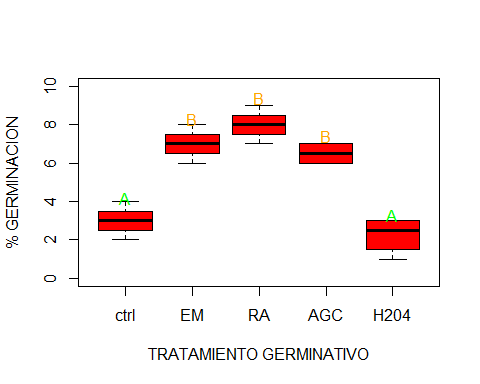 % GERMINACION
10
8
6
4
2
0
A
B
B
B
A
ctrl EM RA AGC H204
TRATAMIENTO GERMINATIVO